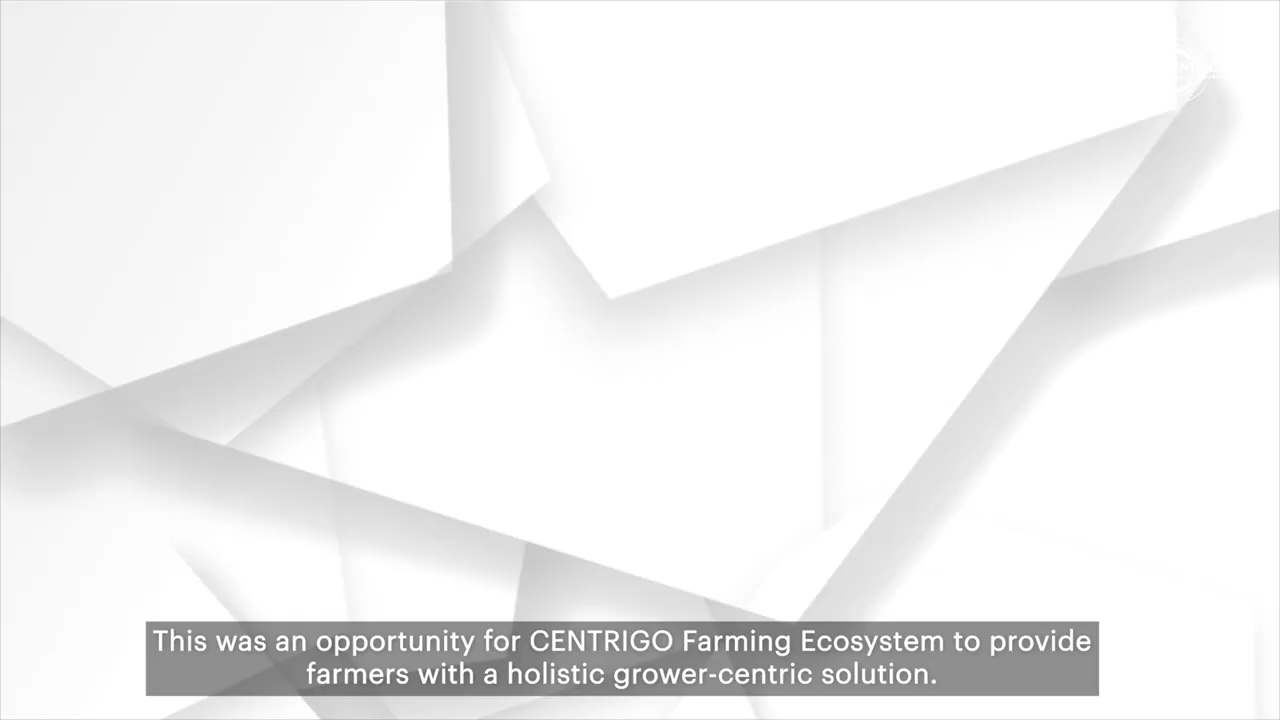 This was an opportunity for CENTRIGO Farming Ecosystem to provide
farmers with a holistic grower-centric solution.